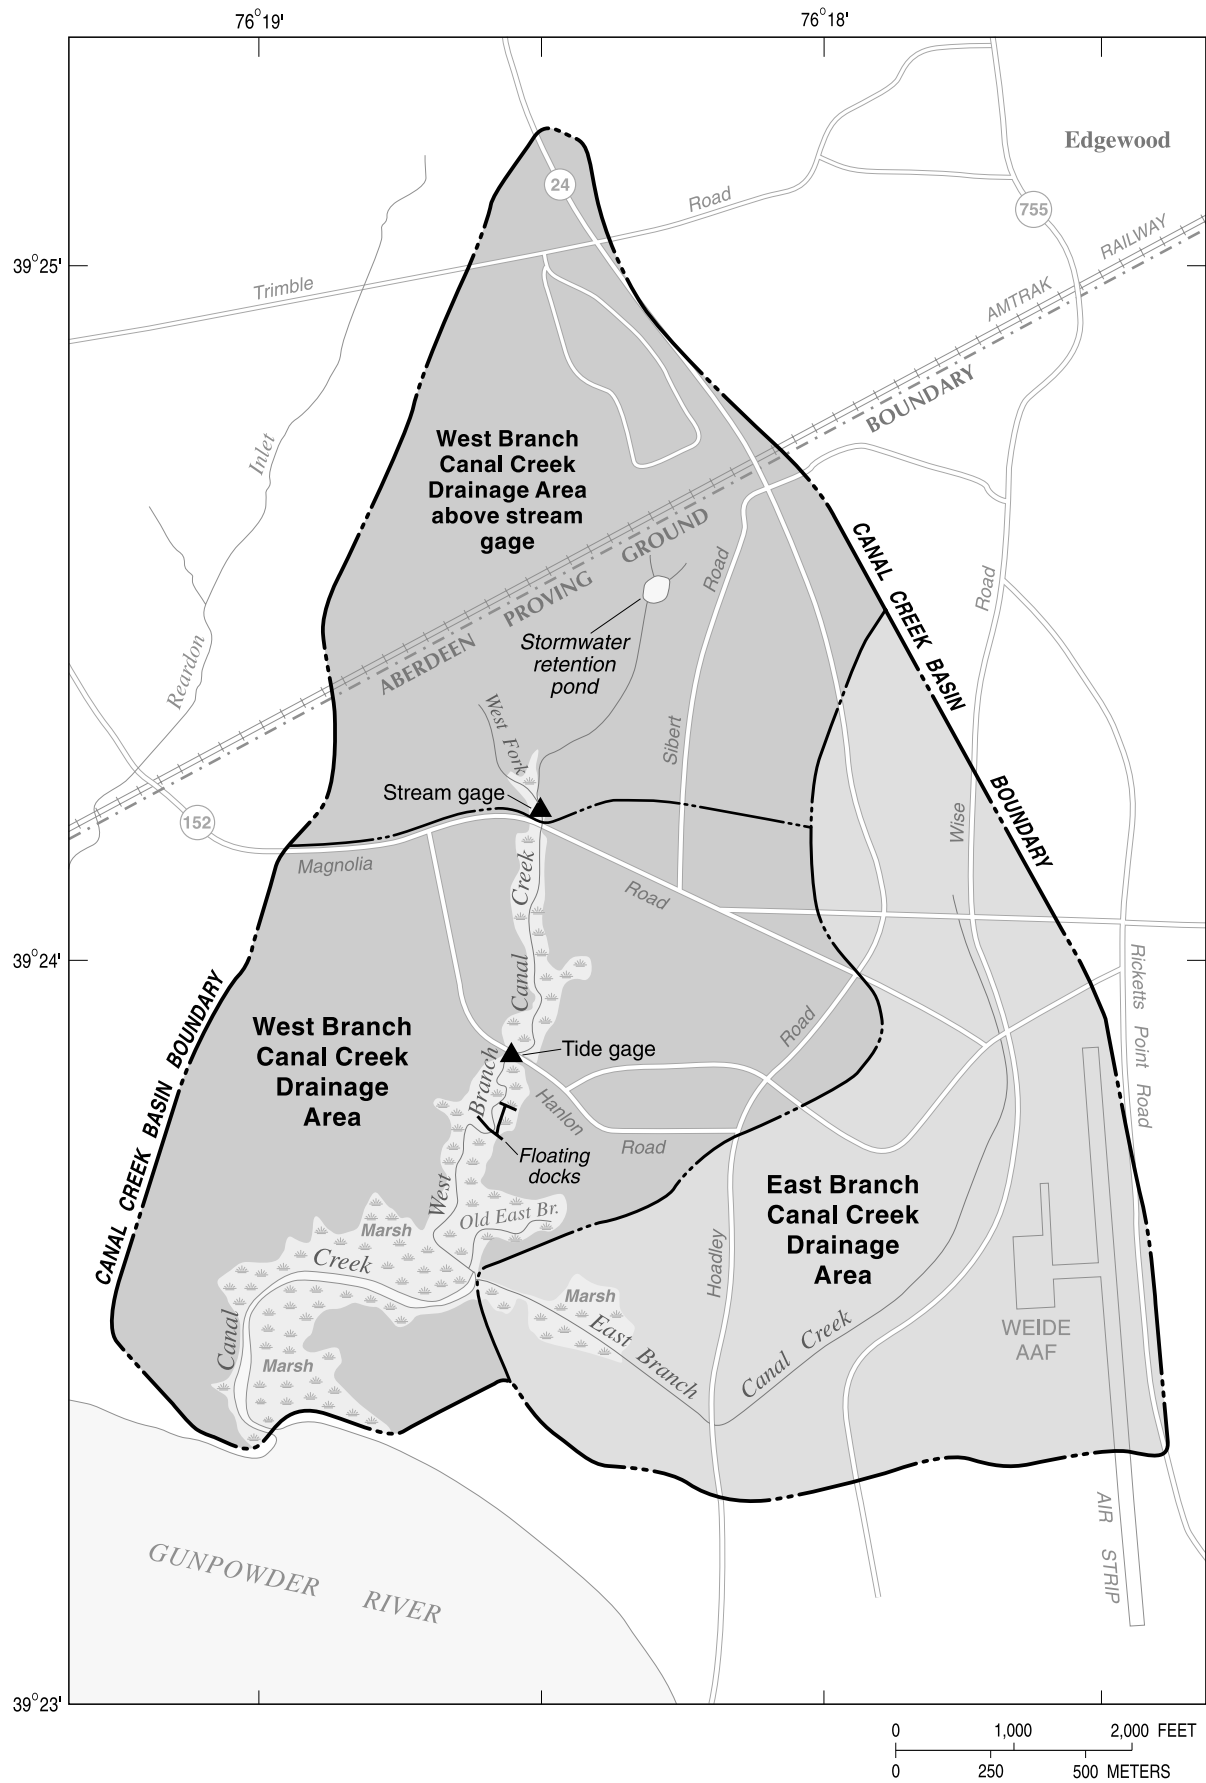 76°19'
76°18'
Edgewood
24
755
Road
RAILWAY
39°25'
Trimble
AMTRAK
BOUNDARY
West Branch
Canal Creek
Drainage Area
above stream
gage
Inlet
CANAL CREEK BASIN BOUNDARY
GROUND
PROVING
ABERDEEN
Road
Road
Stormwater
retention
pond
Reardon
West Fork
Sibert
Stream gage
152
Wise
Magnolia
Creek
Road
39°24'
Canal
Ricketts Point Road
CANAL CREEK BASIN BOUNDARY
West Branch
Canal Creek
Drainage
Area
Road
Tide gage
Branch
Hanlon
Road
Floating
docks
West
Old East Br.
East Branch
Canal Creek
Drainage
Area
Marsh
Creek
Hoadley
Marsh
East Branch
Canal
Canal Creek
WEIDE
AAF
Marsh
AIR STRIP
GUNPOWDER RIVER
39°23'
0 1,000 2,000 FEET
0 250 500 METERS